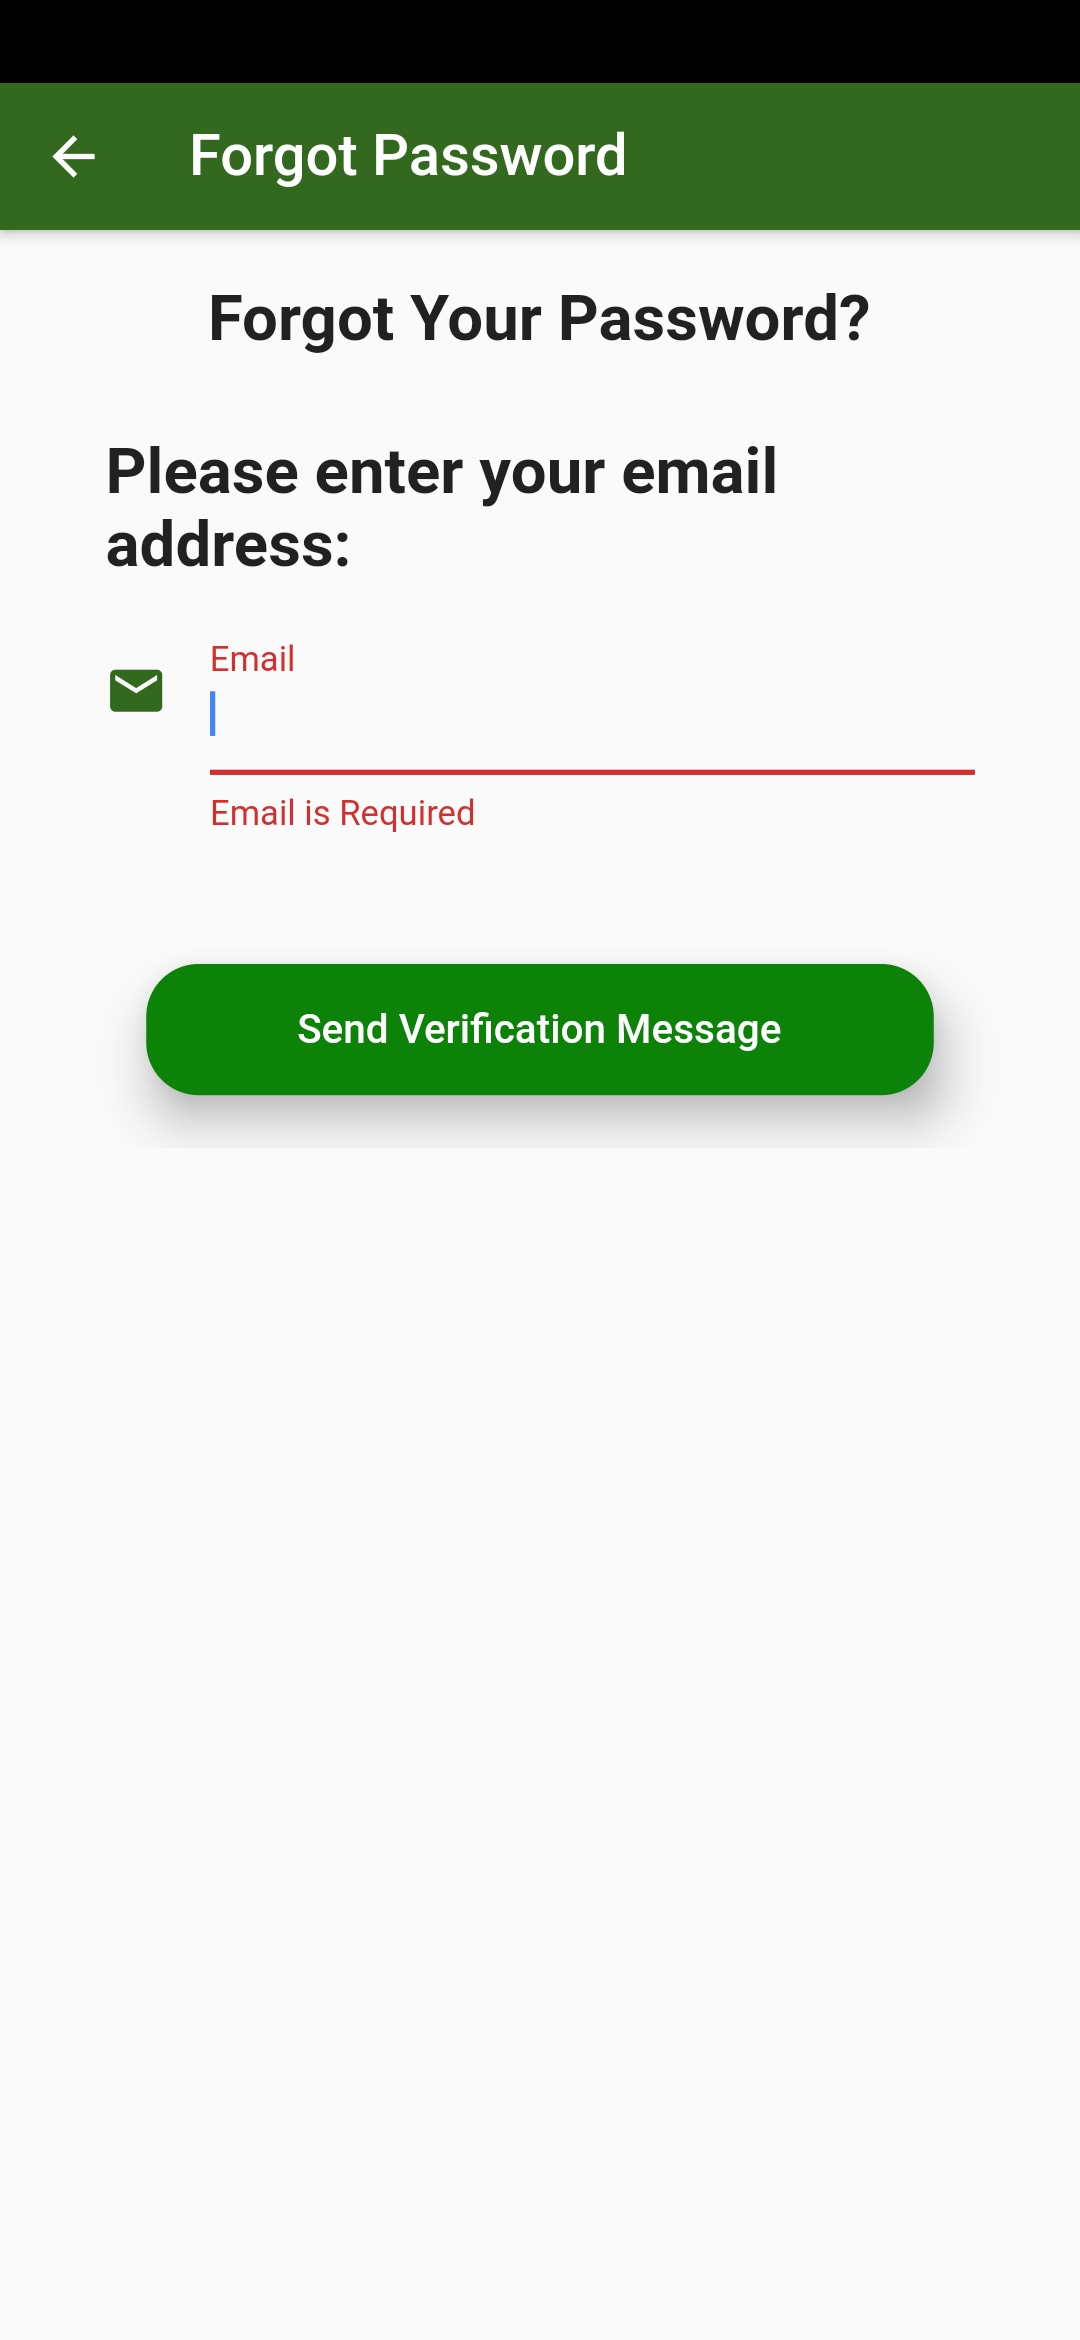 Forgot Password
Forgot Your Password?
Please enter your email
address:
Email
Email is Required
Send Verification Message